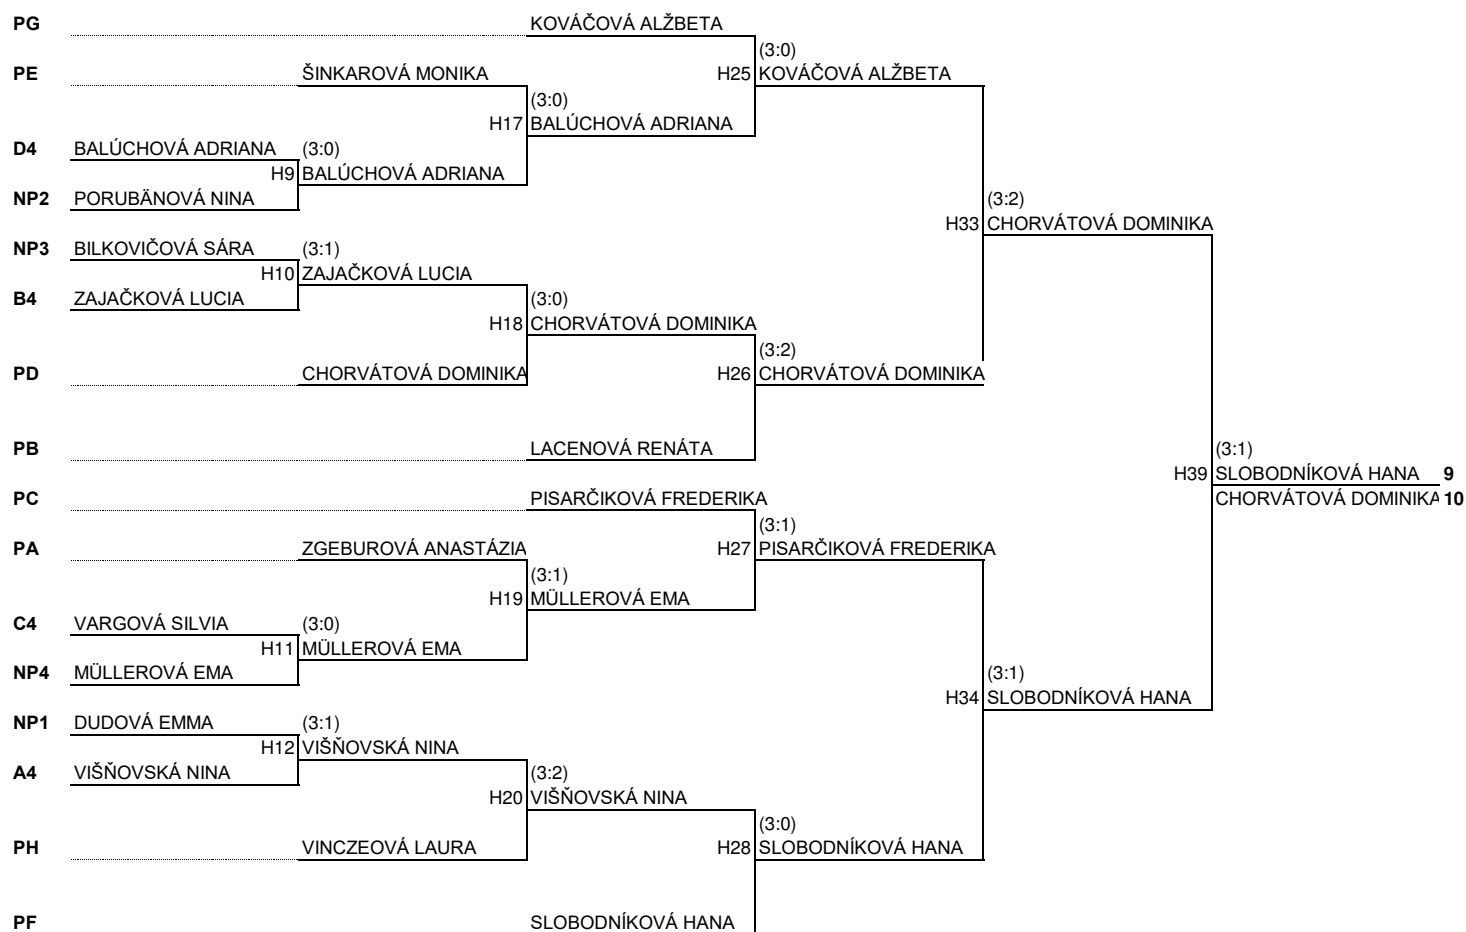 PG KOVÁČOVÁ ALŽBETA
(3:0)
PE ŠINKAROVÁ MONIKA H25 KOVÁČOVÁ ALŽBETA
(3:0)
H17 BALÚCHOVÁ ADRIANA
D4 BALÚCHOVÁ ADRIANA (3:0)
H9 BALÚCHOVÁ ADRIANA
NP2 PORUBÄNOVÁ NINA (3:2)
H33 CHORVÁTOVÁ DOMINIKA
NP3 BILKOVIČOVÁ SÁRA (3:1)
H10 ZAJAČKOVÁ LUCIA
B4 ZAJAČKOVÁ LUCIA (3:0)
H18 CHORVÁTOVÁ DOMINIKA
(3:2)
PD CHORVÁTOVÁ DOMINIKA H26 CHORVÁTOVÁ DOMINIKA
PB LACENOVÁ RENÁTA (3:1)
H39 SLOBODNÍKOVÁ HANA 9
PC PISARČIKOVÁ FREDERIKA CHORVÁTOVÁ DOMINIKA 10
(3:1)
PA ZGEBUROVÁ ANASTÁZIA H27 PISARČIKOVÁ FREDERIKA
(3:1)
H19 MÜLLEROVÁ EMA
C4 VARGOVÁ SILVIA (3:0)
H11 MÜLLEROVÁ EMA
NP4 MÜLLEROVÁ EMA (3:1)
H34 SLOBODNÍKOVÁ HANA
NP1 DUDOVÁ EMMA (3:1)
H12 VIŠŇOVSKÁ NINA
A4 VIŠŇOVSKÁ NINA (3:2)
H20 VIŠŇOVSKÁ NINA
(3:0)
PH VINCZEOVÁ LAURA H28 SLOBODNÍKOVÁ HANA
PF SLOBODNÍKOVÁ HANA